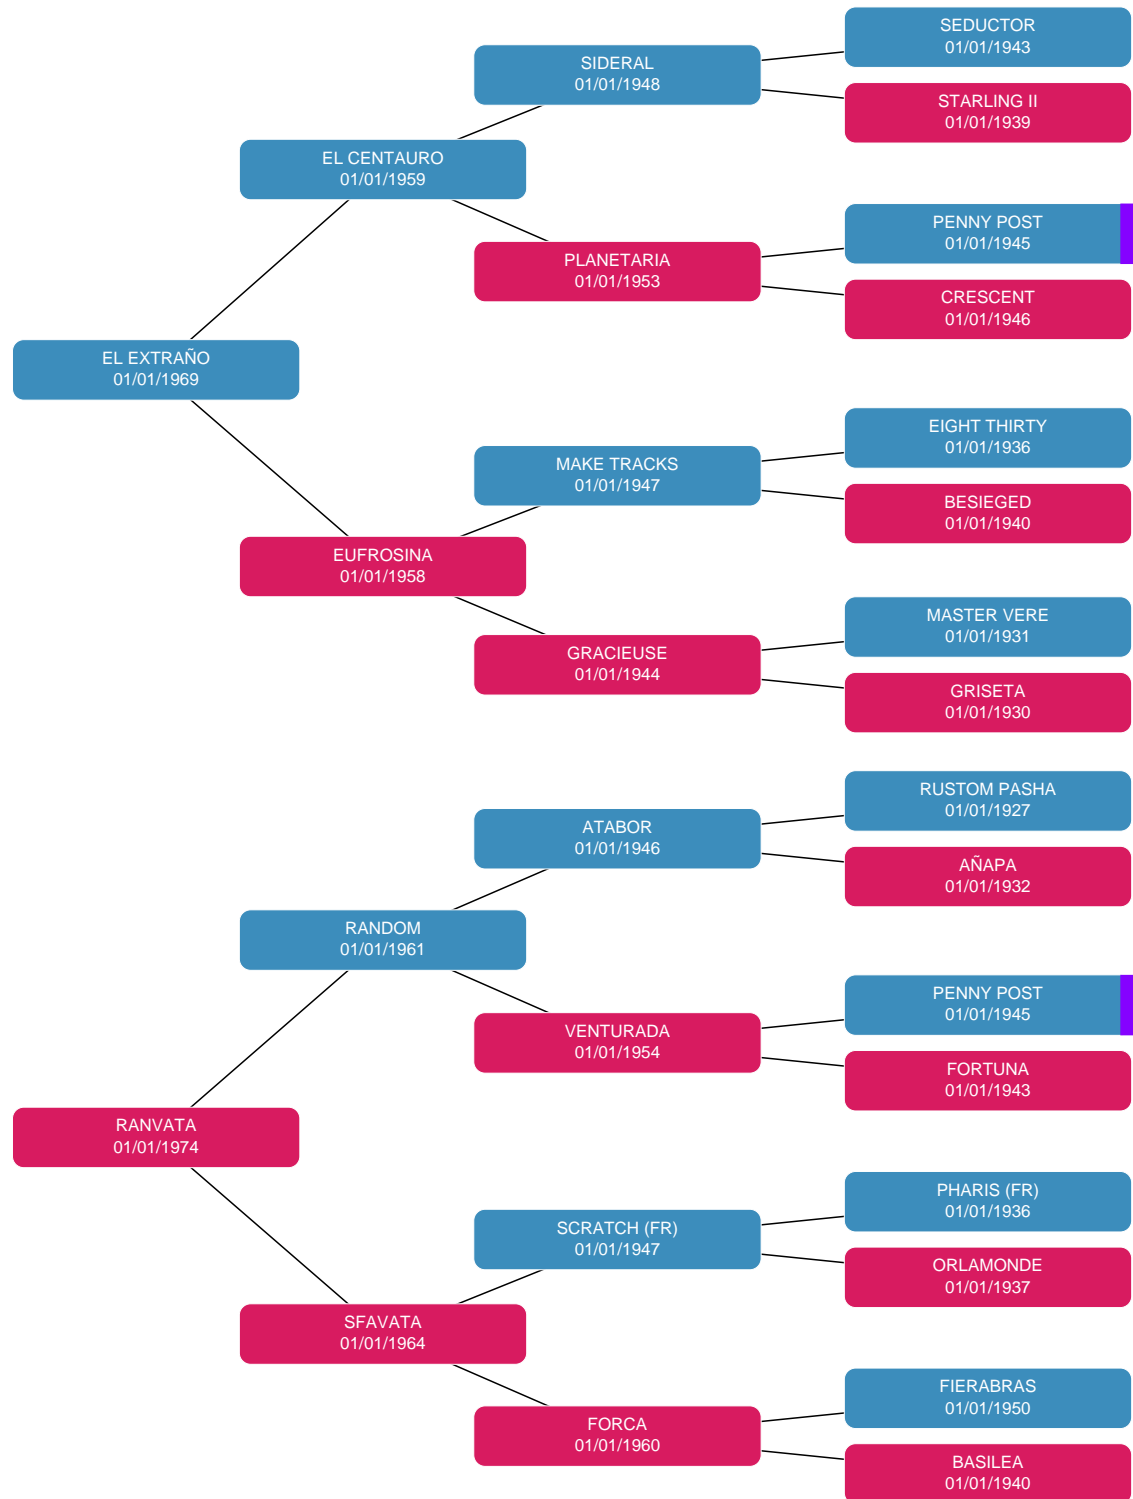 SEDUCTOR
01/01/1943
SIDERAL
01/01/1948
STARLING II
01/01/1939
EL CENTAURO
01/01/1959
PENNY POST
01/01/1945
PLANETARIA
01/01/1953
CRESCENT
01/01/1946
EL EXTRAÑO
01/01/1969
EIGHT THIRTY
01/01/1936
MAKE TRACKS
01/01/1947
BESIEGED
01/01/1940
EUFROSINA
01/01/1958
MASTER VERE
01/01/1931
GRACIEUSE
01/01/1944
GRISETA
01/01/1930
RUSTOM PASHA
01/01/1927
ATABOR
01/01/1946
AÑAPA
01/01/1932
RANDOM
01/01/1961
PENNY POST
01/01/1945
VENTURADA
01/01/1954
FORTUNA
01/01/1943
RANVATA
01/01/1974
PHARIS (FR)
01/01/1936
SCRATCH (FR)
01/01/1947
ORLAMONDE
01/01/1937
SFAVATA
01/01/1964
FIERABRAS
01/01/1950
FORCA
01/01/1960
BASILEA
01/01/1940